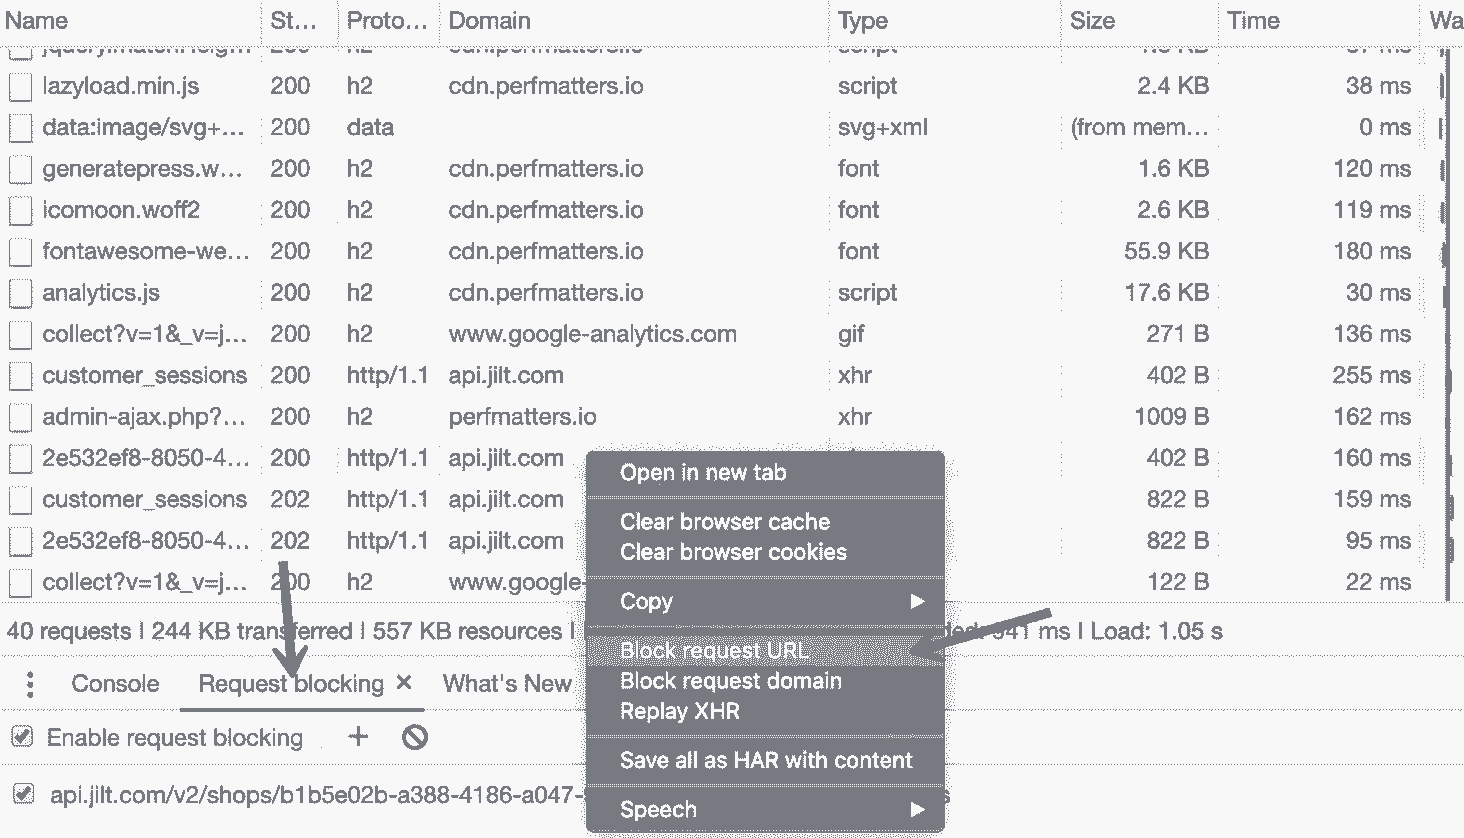 Name St... Proto... Domain Type Size Time Wa
200 h2 cdn.perfmatters.io script
lazyload.min.js 200 h2 cdn.perfmatters.io script 2.4 KB 38 ms
data:image/svg+... 200 data svg+xml (from mem... 0 ms
generatepress.w... 200 h2 cdn.perfmatters.io font 1.6 KB 120 ms
icomoon.woff2 200 h2 cdn.perfmatters.io font 2.6 KB 119 ms
fontawesome-we... 200 h2 cdn.perfmatters.io font 55.9 KB 180 ms
analytics.js 200 h2 cdn.perfmatters.io script 17.6 KB 30 ms
collect?v=1&_v=j... 200 h2 www.google-analytics.com gif 271 B 136 ms
customer_sessions 200 http/1.1 api.jilt.com xhr 402 B 255 ms
admin-ajax.php?... 200 h2 perfmatters.io xhr 1009 B 162 ms
2e532ef8-8050-4... 200 http/1.1 api.jilt.com 402 B 160 ms
customer_sessions 202 http/1.1 api.jilt.com 822 B 159 ms
2e532ef8-8050-4... 202 http/1.1 api.jilt.com 822 B 95 ms
collect?v=1&_v=j... 200 h2 www.google- 122 B 22 ms
40 requests | 244 KB transferred | 557 KB resources | ms | Load: 1.05 s
Console Request blocking × What's New
Enable request blocking +
api.jilt.com/v2/shops/b1b5e02b-a388-4186-a047-
Open in new tab
Clear browser cache
Clear browser cookies
Copy
Block request URL
Block request domain
Replay XHR
Save all as HAR with content
Speech